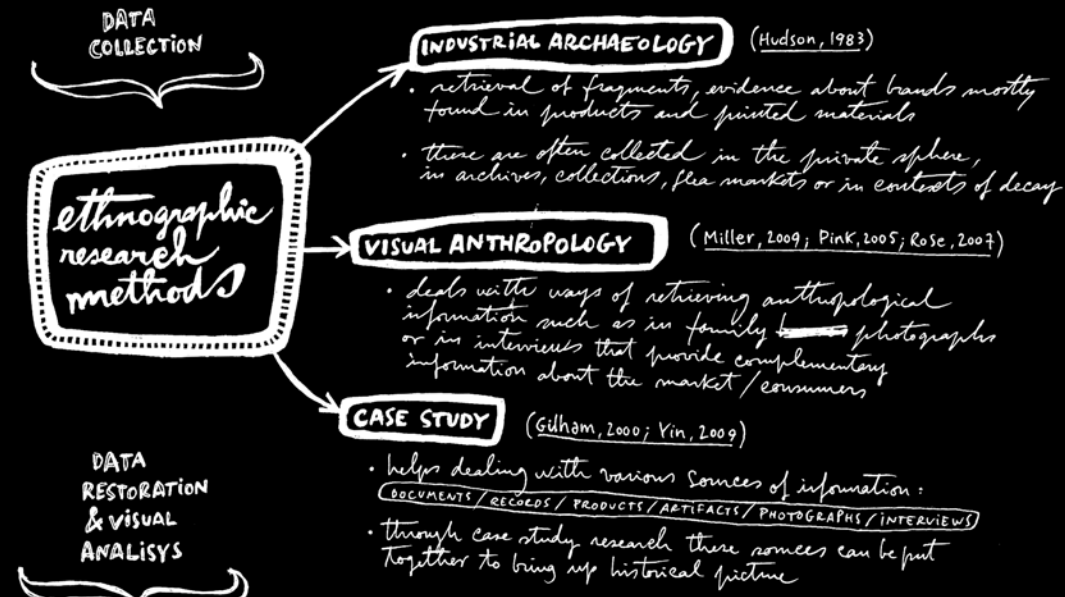 DATA
COLLECTION
ethnographic
research
methods
INDUSTRIAL ARCHAEOLOGY (Hudson, 1983)
• retrieval of fragments, evidence about brands mostly
found in products and printed materials
• these are often collected in the private sphere,
in archives, collections, flea markets or in contexts of decay
VISUAL ANTHROPOLOGY (Miller, 2009; Pink, 2005; Rose, 2007)
• deals with ways of retrieving anthropological
information such as in family photographs
or in interviews that provide complementary
information about the market / consumers
CASE STUDY (Gilham, 2000; Yin, 2009)
• helps dealing with various sources of information:
DOCUMENTS / RECORDS / PRODUCTS / ARTIFACTS / PHOTOGRAPHS / INTERVIEWS
• through case study research these sources can be put
together to bring up historical picture
DATA
RESTORATION
& VISUAL
ANALISYS